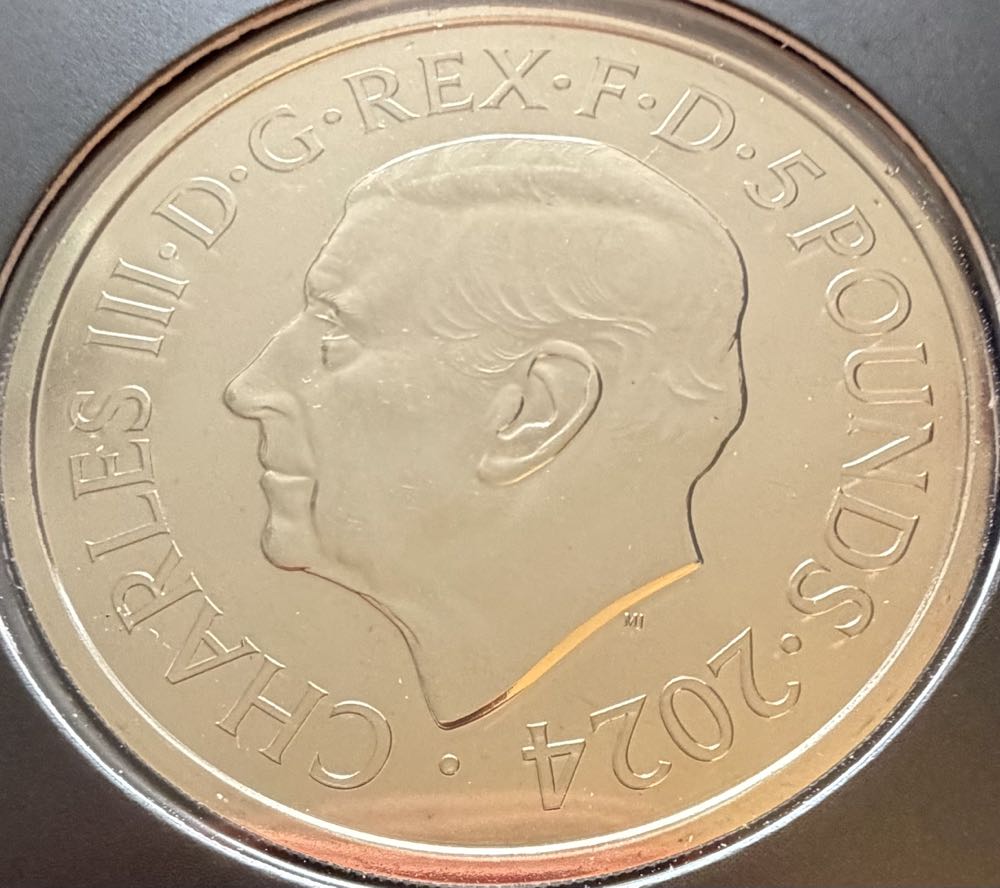 · CHARLES III · D · G · REX · F · D · 5 POUNDS · 2024
MJ